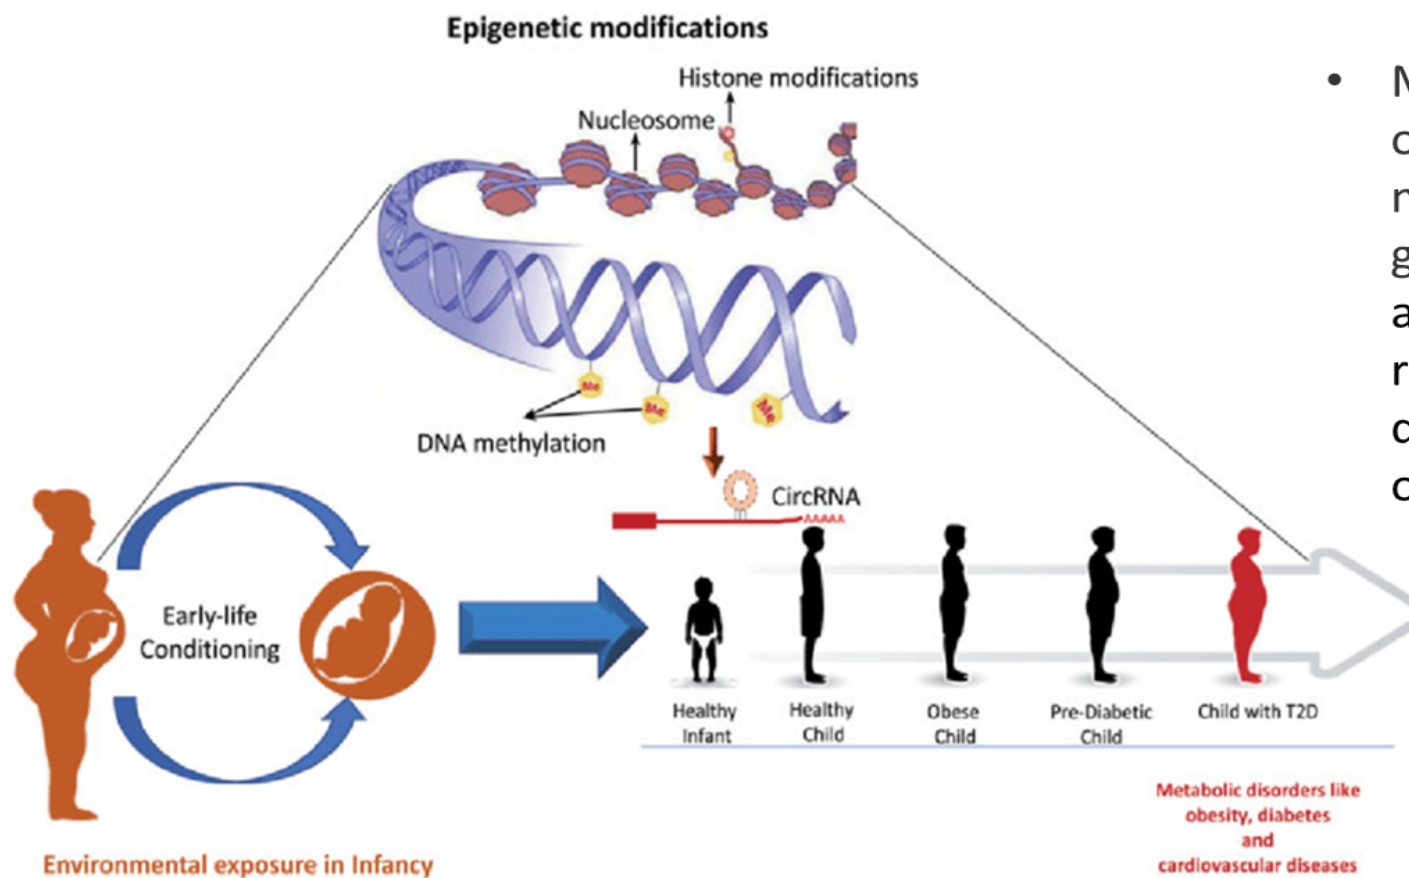 Epigenetic modifications
Histone modifications
Nucleosome
Me
Me
Me
DNA methylation
CircRNA
AAAAA
Early-life
Conditioning
Healthy
Infant
Healthy
Child
Obese
Child
Pre-Diabetic
Child
Child with T2D
Metabolic disorders like
obesity, diabetes
and
cardiovascular diseases
Environmental exposure in Infancy